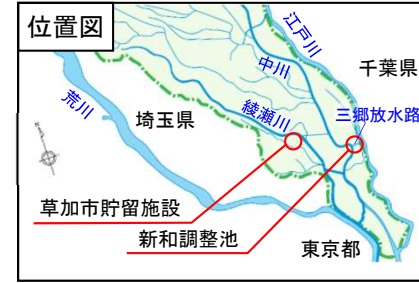 位置図
江戸川
中川
千葉県
荒川
埼玉県
綾瀬川
三郷放水路
草加市貯留施設
新和調整池
東京都